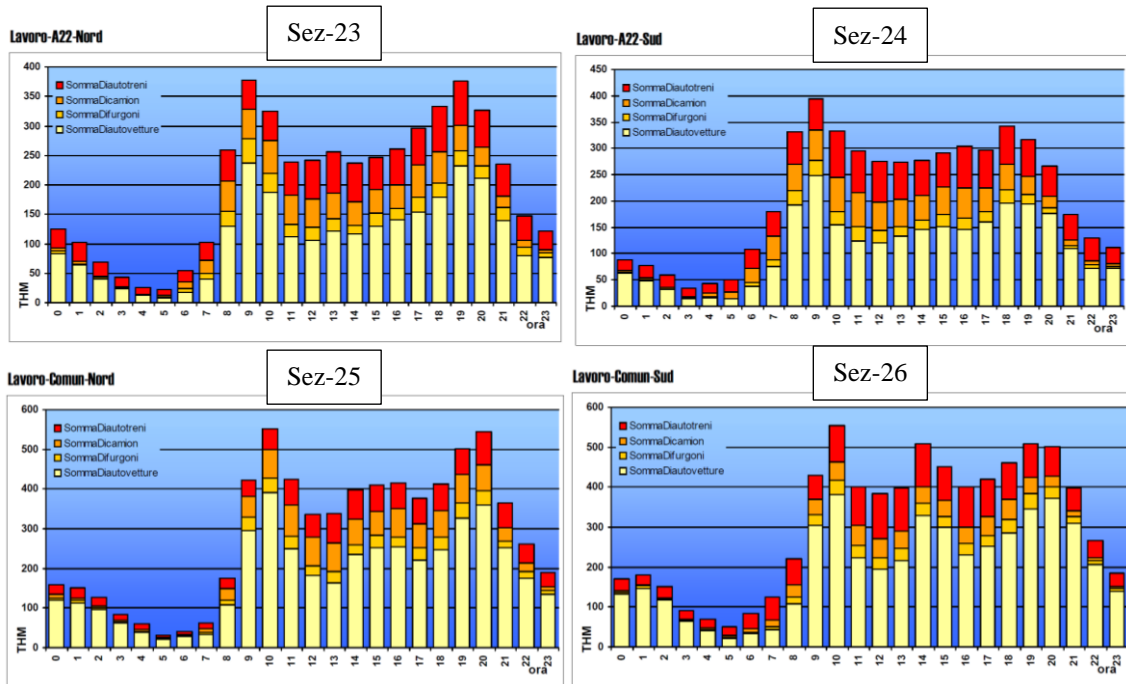 Lavoro-A22-Nord
Sez-23
400
350
300
250
200
150
100
50
0
THM
SommaDiautotreni
SommaDicamion
SommaDifurgoni
SommaDiautovetture
0 1 2 3 4 5 6 7 8 9 10 11 12 13 14 15 16 17 18 19 20 21 22 23
ora
Lavoro-A22-Sud
Sez-24
450
400
350
300
250
200
150
100
50
0
THM
SommaDiautotreni
SommaDicamion
SommaDifurgoni
SommaDiautovetture
0 1 2 3 4 5 6 7 8 9 10 11 12 13 14 15 16 17 18 19 20 21 22 23
ora
Lavoro-Comun-Nord
Sez-25
600
500
400
300
200
100
0
THM
SommaDiautotreni
SommaDicamion
SommaDifurgoni
SommaDiautovetture
0 1 2 3 4 5 6 7 8 9 10 11 12 13 14 15 16 17 18 19 20 21 22 23
ora
Lavoro-Comun-Sud
Sez-26
600
500
400
300
200
100
0
THM
SommaDiautotreni
SommaDicamion
SommaDifurgoni
SommaDiautovetture
0 1 2 3 4 5 6 7 8 9 10 11 12 13 14 15 16 17 18 19 20 21 22 23
ora